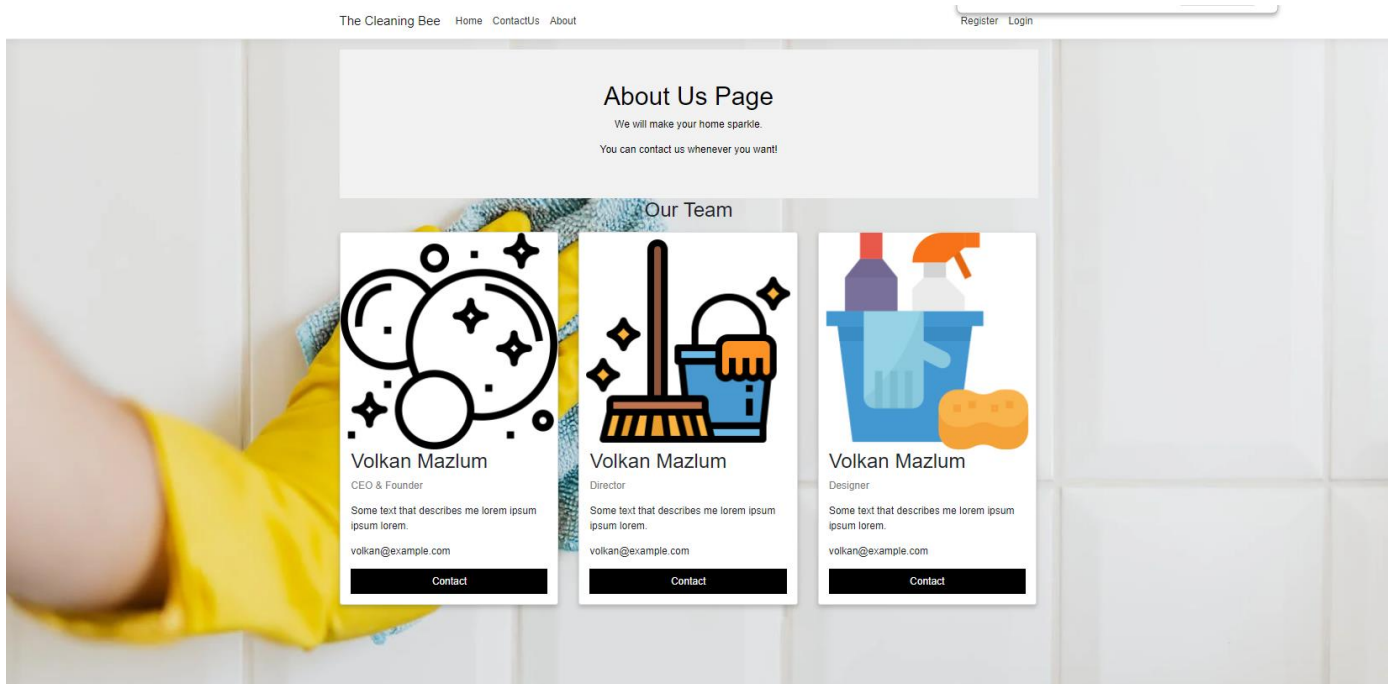 The Cleaning Bee Home ContactUs About Register Login
About Us Page
We will make your home sparkle.
You can contact us whenever you want!
Our Team
Volkan Mazlum
CEO & Founder
Some text that describes me lorem ipsum
ipsum lorem.
volkan@example.com
Contact
Volkan Mazlum
Director
Some text that describes me lorem ipsum
ipsum lorem.
volkan@example.com
Contact
Volkan Mazlum
Designer
Some text that describes me lorem ipsum
ipsum lorem.
volkan@example.com
Contact